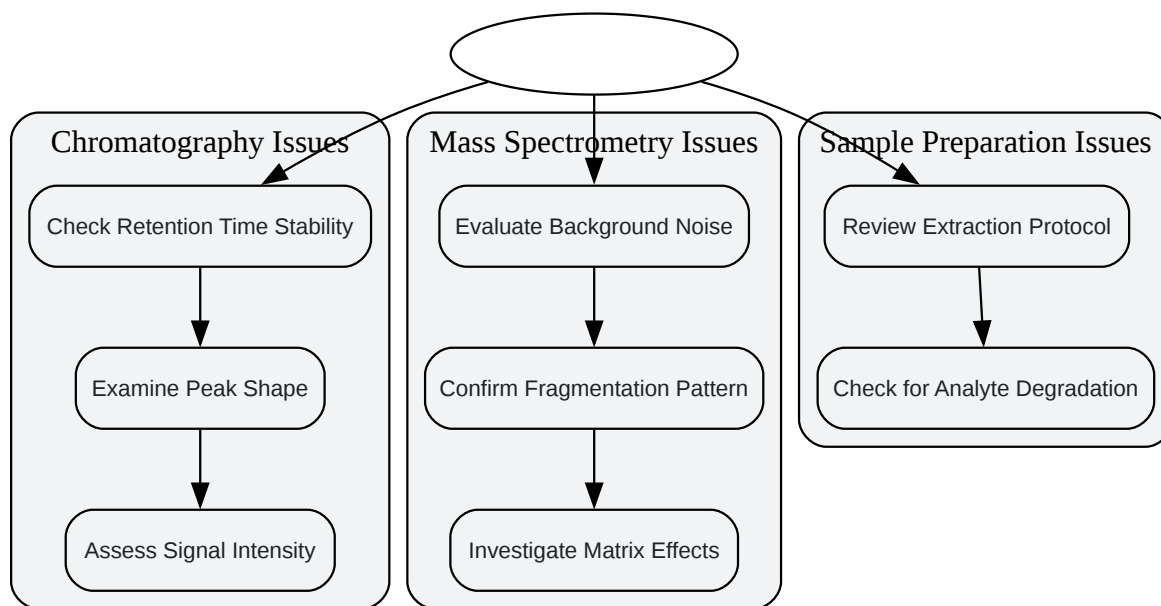 Chromatography Issues
Check Retention Time Stability
Examine Peak Shape
Assess Signal Intensity
Mass Spectrometry Issues
Evaluate Background Noise
Confirm Fragmentation Pattern
Investigate Matrix Effects
Sample Preparation Issues
Review Extraction Protocol
Check for Analyte Degradation